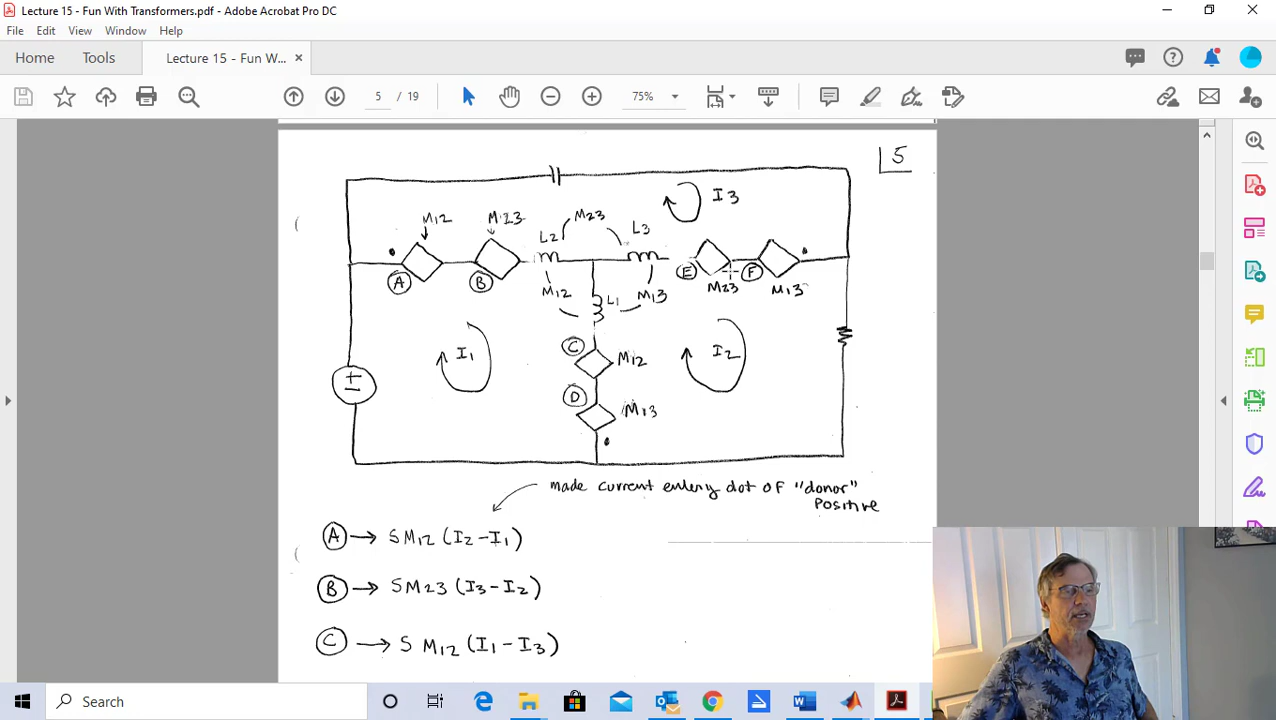 Lecture 15 - Fun With Transformers.pdf - Adobe Acrobat Pro DC
File Edit View Window Help
Home Tools Lecture 15 - Fun W... ×
5 / 19 75%
5
I3
M12 M23 M23 L3
L2
A B E F
M12 L1 M13 M23 M13
C
I1 M12 I2
D M13
made current entery dot of "donor"
Positive
A → SM12 (I2 - I1)
B → SM23 (I3 - I2)
C → S M12 (I1 - I3)
Search